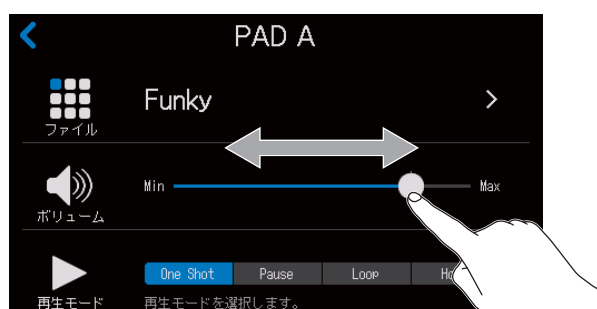 PAD A
Funky
ファイル
Min
Max
ボリューム
One Shot Pause Loop
再生モード
再生モードを選択します。